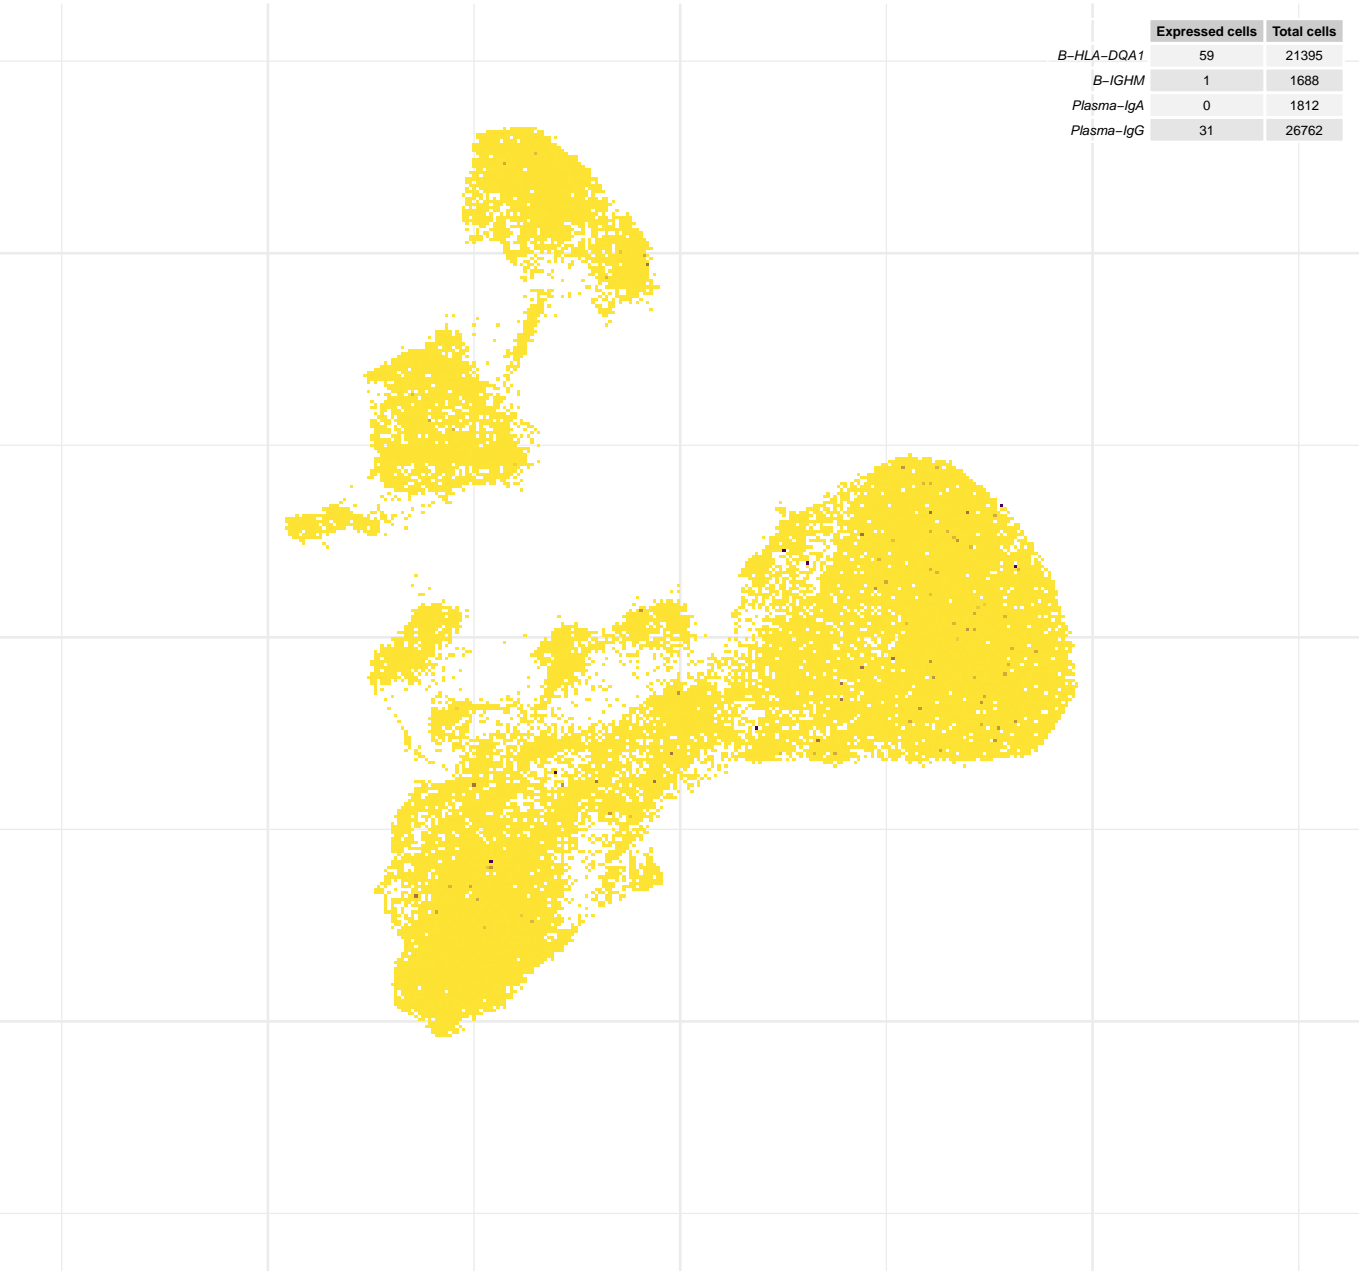 Expressed cells Total cells
B−HLA−DQA1 59 21395
B−IGHM 1 1688
Plasma−IgA 0 1812
Plasma−IgG 31 26762